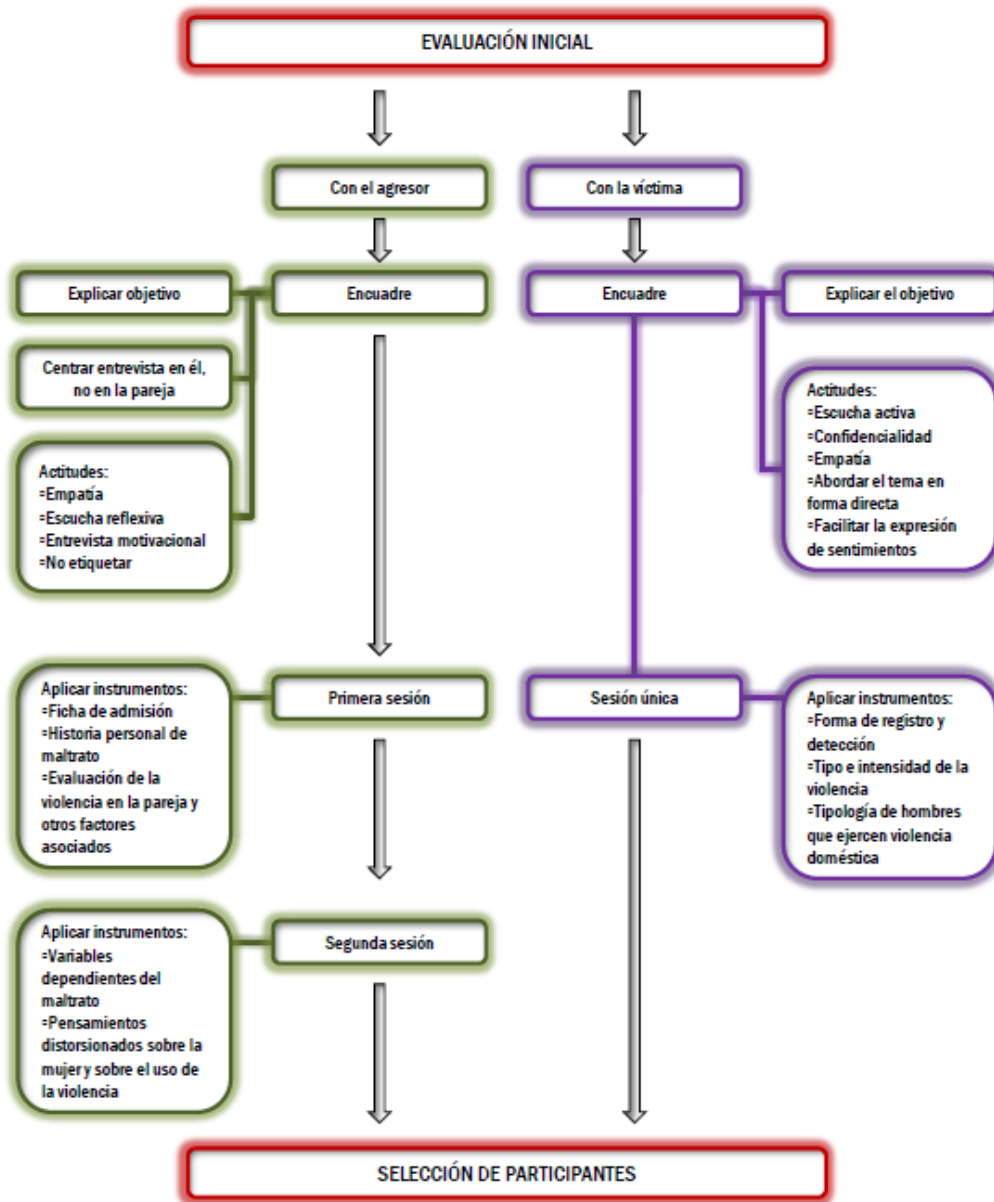 EVALUACIÓN INICIAL
Con el agresor
Con la víctima
Explicar objetivo
Encuadre
Encuadre
Explicar el objetivo
Centrar entrevista en él,
no en la pareja
Actitudes:
▫Empatía
▫Escucha reflexiva
▫Entrevista motivacional
▫No etiquetar
Actitudes:
▫Escucha activa
▫Confidencialidad
▫Empatía
▫Abordar el tema en
forma directa
▫Facilitar la expresión
de sentimientos
Aplicar instrumentos:
▫Ficha de admisión
▫Historia personal de
maltrato
▫Evaluación de la
violencia en la pareja y
otros factores
asociados
Primera sesión
Sesión única
Aplicar instrumentos:
▫Forma de registro y
detección
▫Tipo e intensidad de la
violencia
▫Tipología de hombres
que ejercen violencia
doméstica
Aplicar instrumentos:
▫Variables
dependientes del
maltrato
▫Pensamientos
distorsionados sobre la
mujer y sobre el uso de
la violencia
Segunda sesión
SELECCIÓN DE PARTICIPANTES